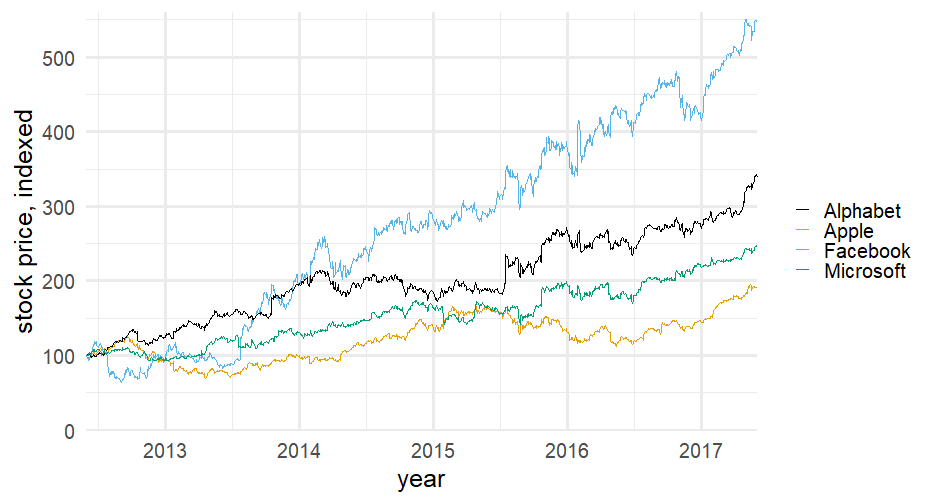 500
400
300
200
100
0
stock price, indexed
2013 2014 2015 2016 2017
year
Alphabet
Apple
Facebook
Microsoft